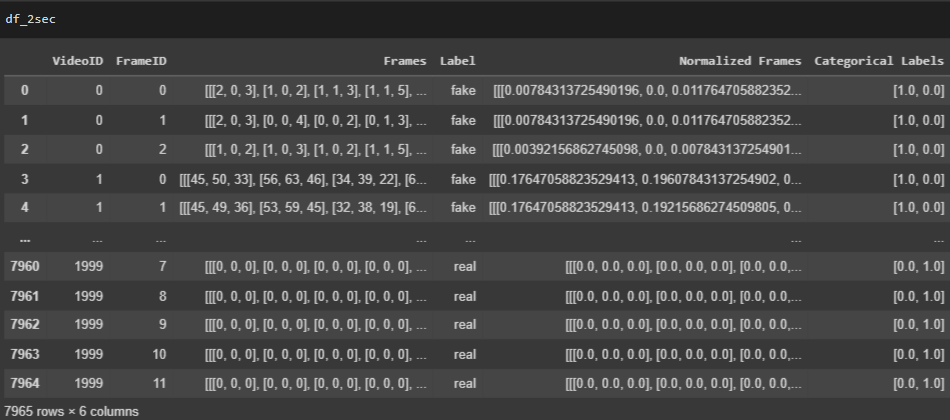 df_2sec
VideoID FrameID Frames Label Normalized Frames Categorical Labels
0 0 0 [[[2, 0, 3], [1, 0, 2], [1, 1, 3], [1, 1, 5], ... fake [[[0.00784313725490196, 0.0, 0.011764705882352... [1.0, 0.0]
1 0 1 [[[2, 0, 3], [0, 0, 4], [0, 0, 2], [0, 1, 3], ... fake [[[0.00784313725490196, 0.0, 0.011764705882352... [1.0, 0.0]
2 0 2 [[[1, 0, 2], [1, 0, 3], [1, 0, 2], [1, 1, 5], ... fake [[[0.00392156862745098, 0.0, 0.007843137254901... [1.0, 0.0]
3 1 0 [[[45, 50, 33], [56, 63, 46], [34, 39, 22], [6... fake [[[0.17647058823529413, 0.19607843137254902, 0... [1.0, 0.0]
4 1 1 [[[45, 49, 36], [53, 59, 45], [32, 38, 19], [6... fake [[[0.17647058823529413, 0.19215686274509805, 0... [1.0, 0.0]
... ... ... ... ... ... ...
7960 1999 7 [[[0, 0, 0], [0, 0, 0], [0, 0, 0], [0, 0, 0], ... real [[[0.0, 0.0, 0.0], [0.0, 0.0, 0.0], [0.0, 0.0,... [0.0, 1.0]
7961 1999 8 [[[0, 0, 0], [0, 0, 0], [0, 0, 0], [0, 0, 0], ... real [[[0.0, 0.0, 0.0], [0.0, 0.0, 0.0], [0.0, 0.0,... [0.0, 1.0]
7962 1999 9 [[[0, 0, 0], [0, 0, 0], [0, 0, 0], [0, 0, 0], ... real [[[0.0, 0.0, 0.0], [0.0, 0.0, 0.0], [0.0, 0.0,... [0.0, 1.0]
7963 1999 10 [[[0, 0, 0], [0, 0, 0], [0, 0, 0], [0, 0, 0], ... real [[[0.0, 0.0, 0.0], [0.0, 0.0, 0.0], [0.0, 0.0,... [0.0, 1.0]
7964 1999 11 [[[0, 0, 0], [0, 0, 0], [0, 0, 0], [0, 0, 0], ... real [[[0.0, 0.0, 0.0], [0.0, 0.0, 0.0], [0.0, 0.0,... [0.0, 1.0]
7965 rows × 6 columns